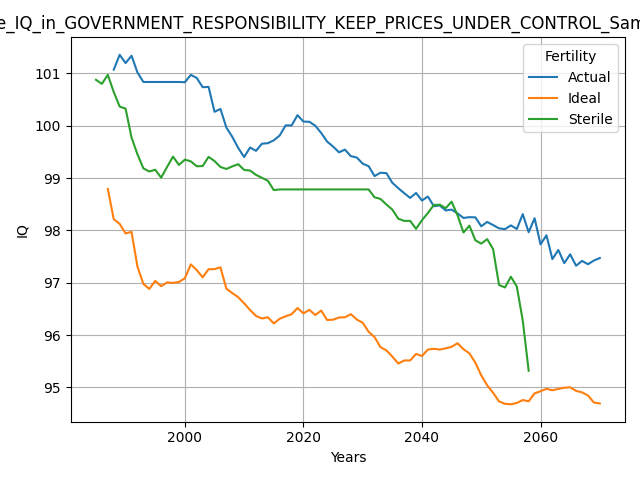 e_IQ_in_GOVERNMENT_RESPONSIBILITY_KEEP_PRICES_UNDER_CONTROL_Sam
Fertility
Actual
Ideal
Sterile
101
100
99
98
97
96
95
IQ
2000 2020 2040 2060
Years